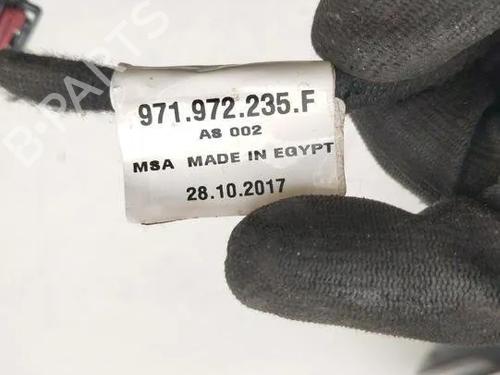 B-PARTS
971.972.235.F
AS 002
MSA MADE IN EGYPT
28.10.2017